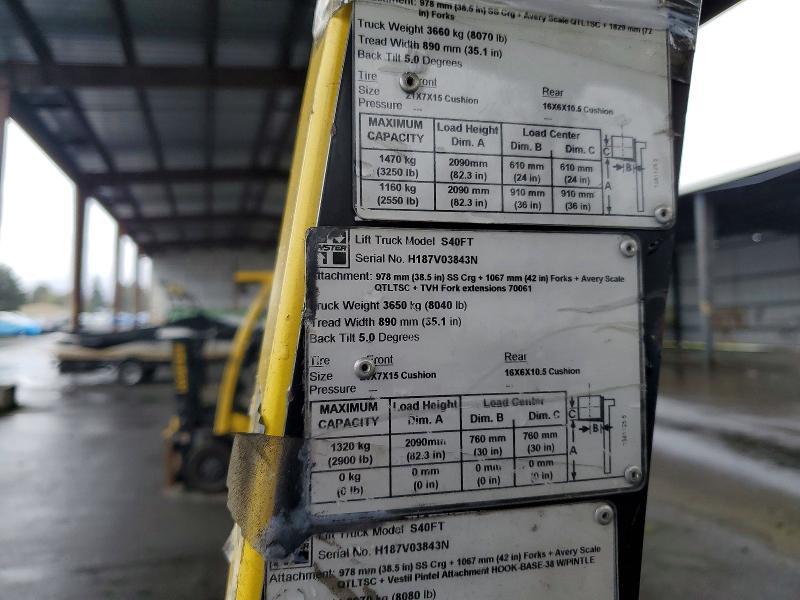 978 mm (38.5 in) SS Crg + Avery Scale QTLTSC + 1829 mm (72
in) Forks
Truck Weight 3660 kg (8070 lb)
Tread Width 890 mm (35.1 in)
Back Tilt 5.0 Degrees
Tire Front Rear
Size 21X7X15 Cushion 16X6X10.5 Cushion
Pressure --- ---
MAXIMUM CAPACITY Load Height Dim. A Load Center Dim. B Dim. C
1470 kg (3250 lb) 2090mm (82.3 in) 610 mm (24 in) 610 mm (24 in)
1160 kg (2550 lb) 2090 mm (82.3 in) 910 mm (36 in) 910 mm (36 in)
C B A
Lift Truck Model S40FT
Serial No. H187V03843N
Attachment: 978 mm (38.5 in) SS Crg + 1067 mm (42 in) Forks + Avery Scale
QTLTSC + TVH Fork extensions 70061
Truck Weight 3650 kg (8040 lb)
Tread Width 890 mm (35.1 in)
Back Tilt 5.0 Degrees
Tire Front Rear
Size 21X7X15 Cushion 16X6X10.5 Cushion
Pressure --- ---
MAXIMUM CAPACITY Load Height Dim. A Load Center Dim. B Dim. C
1320 kg (2900 lb) 2090mm (82.3 in) 760 mm (30 in) 760 mm (30 in)
0 kg (0 lb) 0 mm (0 in) 0 mm (0 in) 0 mm (0 in)
C B A
Lift Truck Model S40FT
Serial No. H187V03843N
Attachment: 978 mm (38.5 in) SS Crg + 1067 mm (42 in) Forks + Avery Scale
QTLTSC + Vestil Pintel Attachment HOOK-BASE-38 W/PINTLE
kg (8080 lb)